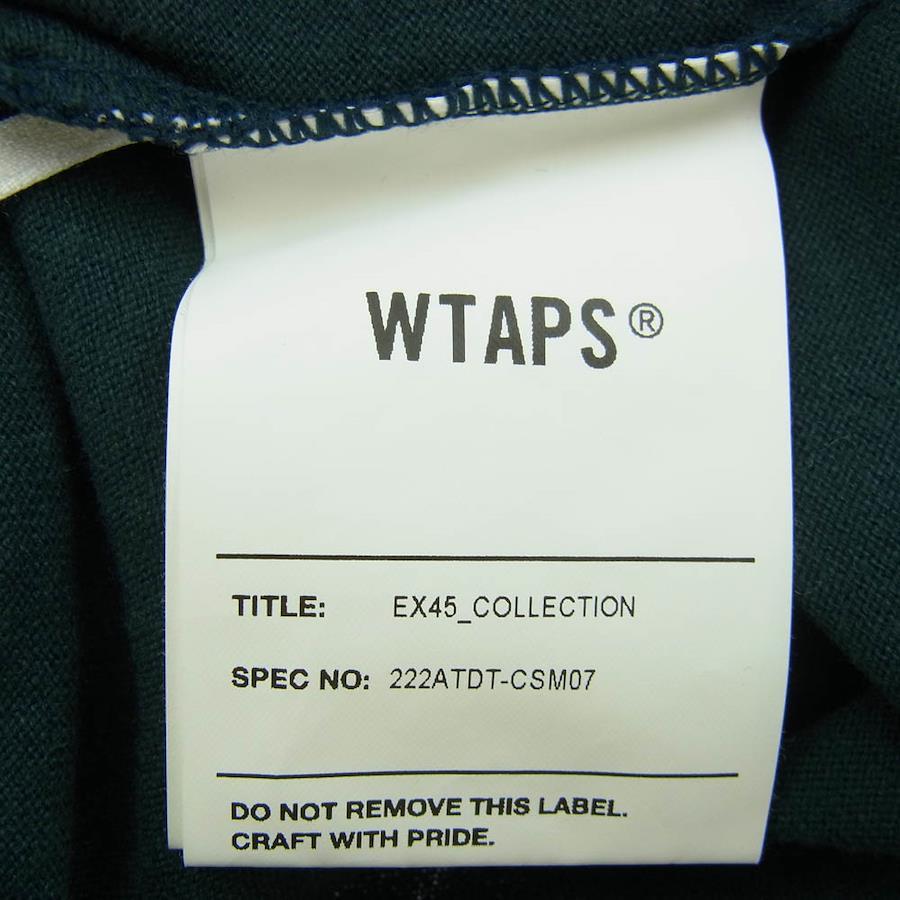 WTAPS®
TITLE: EX45_COLLECTION
SPEC NO: 222ATDT-CSM07
DO NOT REMOVE THIS LABEL.
CRAFT WITH PRIDE.